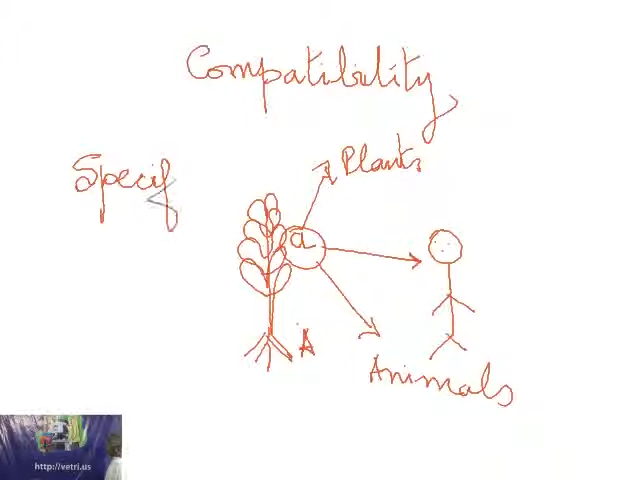 Compatibility
Plants
Specif
a
A
Animals
http://vetri.us